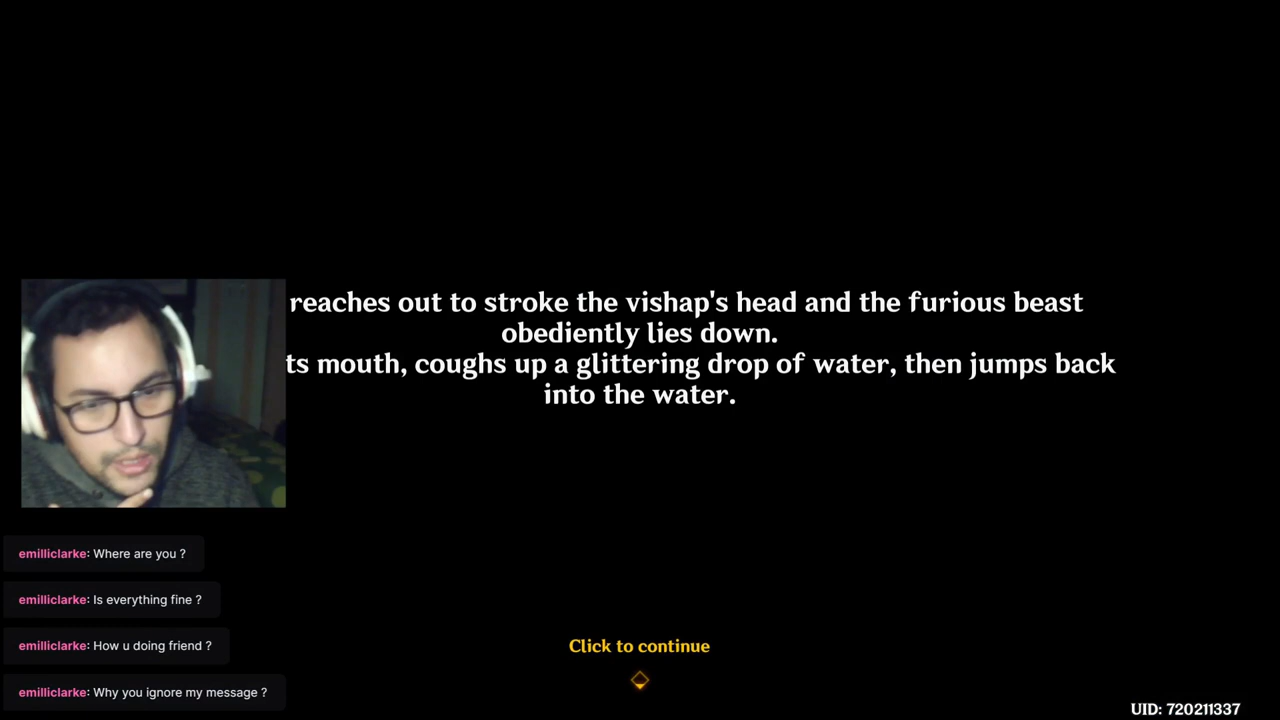 reaches out to stroke the vishap's head and the furious beast
obediently lies down.
ts mouth, coughs up a glittering drop of water, then jumps back
into the water.
emilliclarke: Where are you ?
emilliclarke: Is everything fine ?
emilliclarke: How u doing friend ?
emilliclarke: Why you ignore my message ?
Click to continue
UID: 720211337